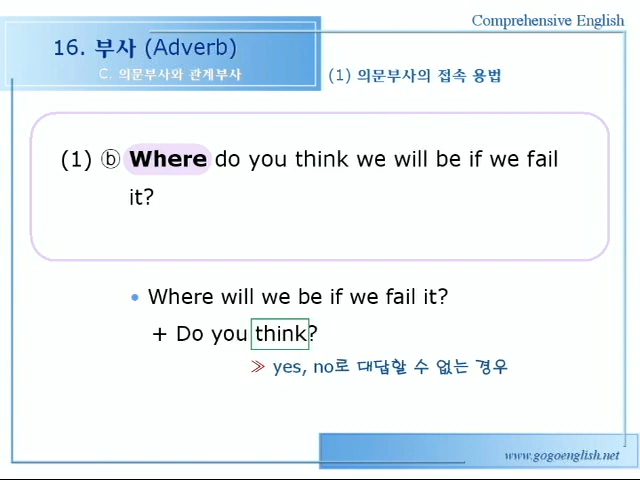 Comprehensive English
16. 부사 (Adverb)
C. 의문부사와 관계부사
(1) 의문부사의 접속 용법
(1) ⓑ Where do you think we will be if we fail
it?
• Where will we be if we fail it?
+ Do you think?
≫ yes, no로 대답할 수 없는 경우
www.gogoenglish.net